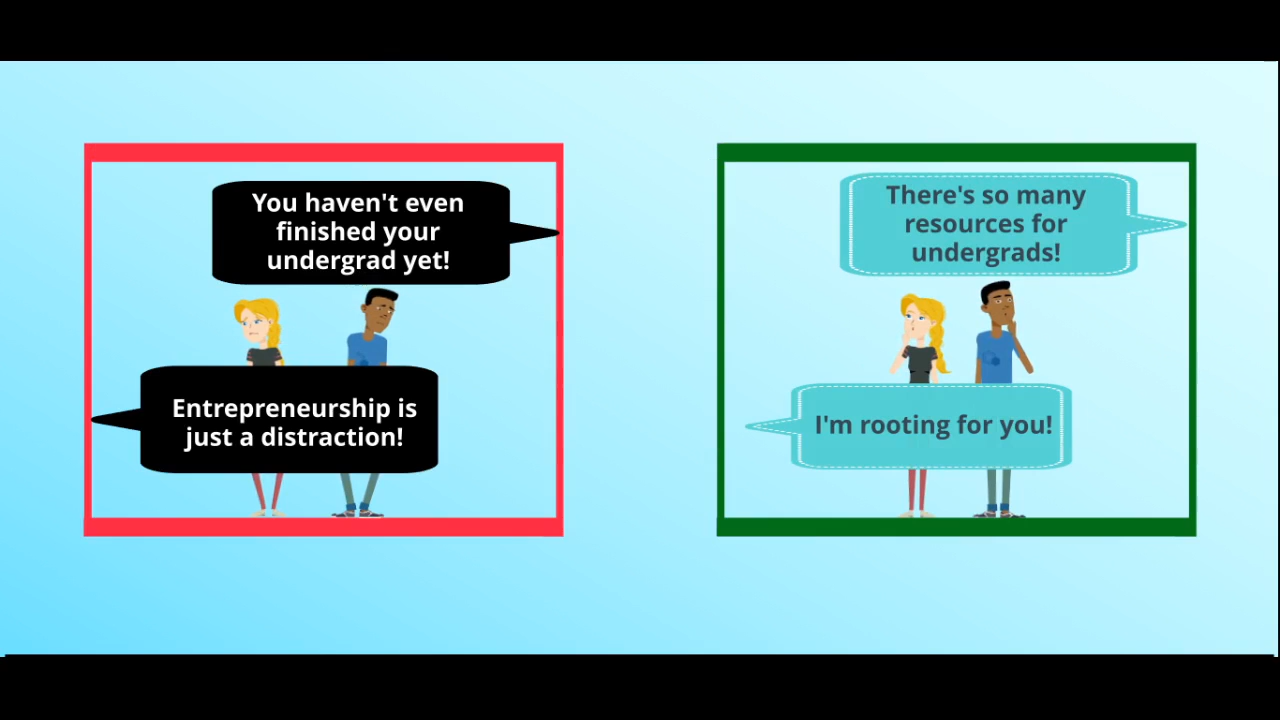 You haven't even
finished your
undergrad yet!
Entrepreneurship is
just a distraction!
There's so many
resources for
undergrads!
I'm rooting for you!